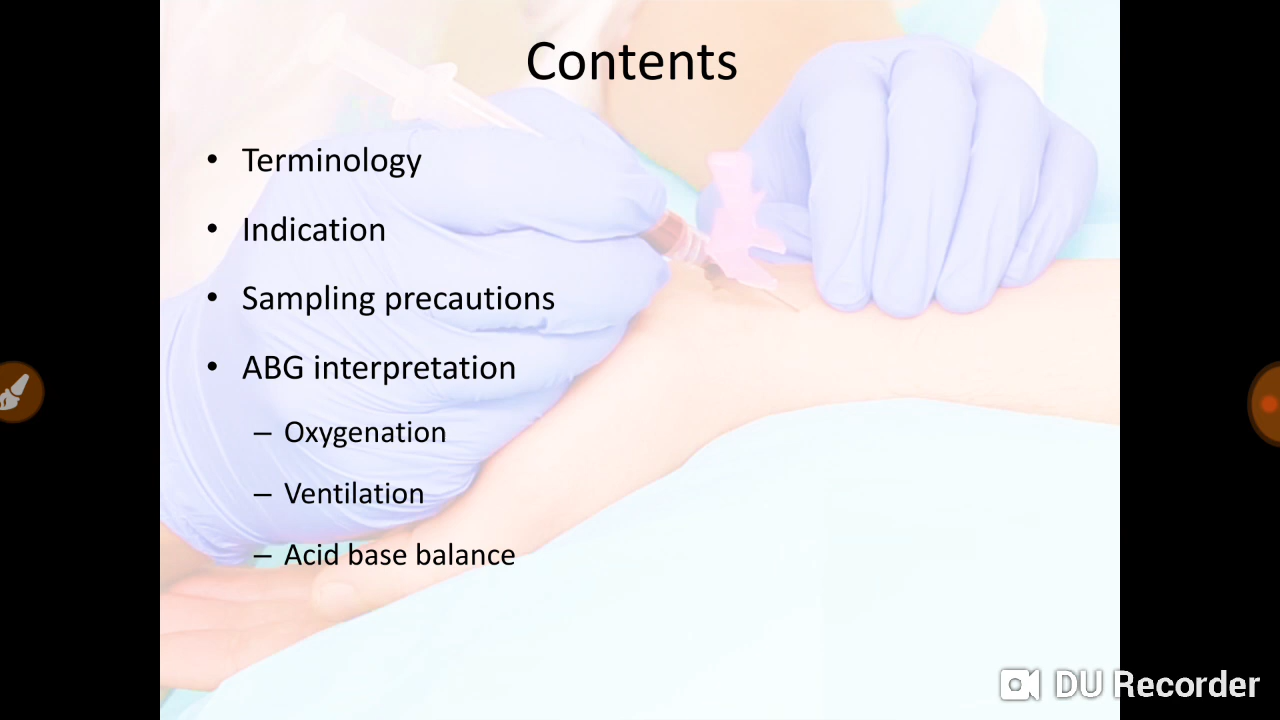 Contents
• Terminology
• Indication
• Sampling precautions
• ABG interpretation
– Oxygenation
– Ventilation
– Acid base balance
DU Recorder